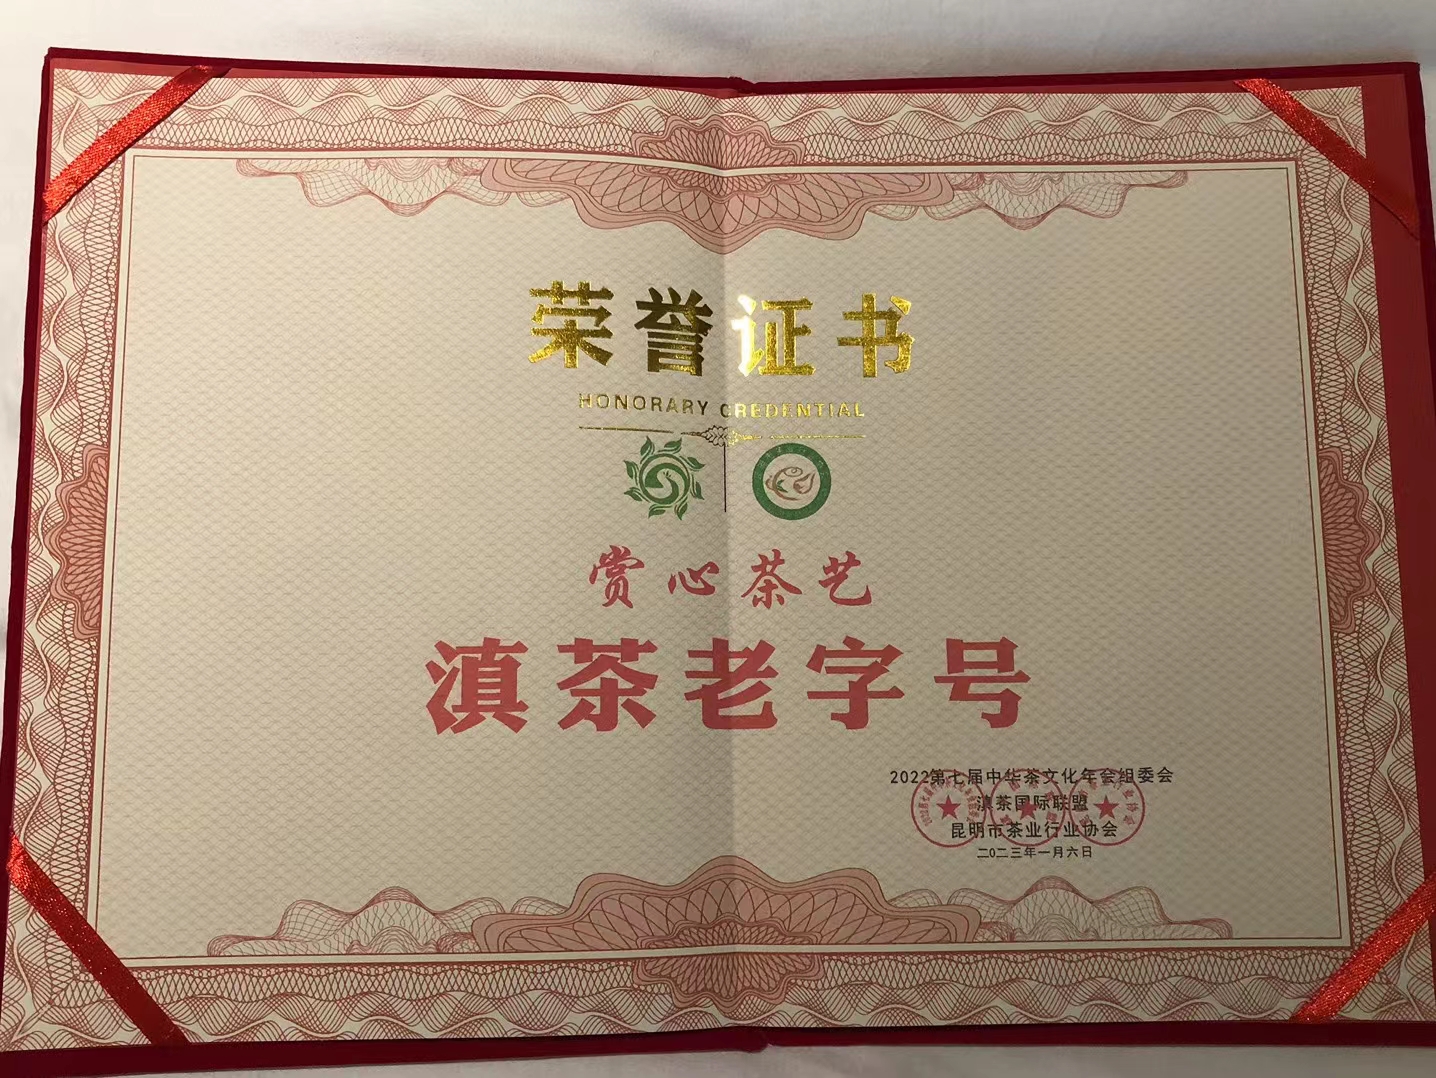 荣誉证书
HONORARY CREDENTIAL
赏心茶艺
滇茶老字号
2022第七届中华茶文化年会组委会
滇茶国际联盟
昆明市茶业行业协会
二0二三年一月六日